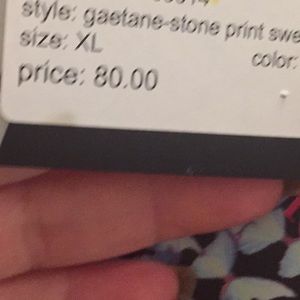 style: gaetane-stone print swe
size: XL
color:
price: 80.00